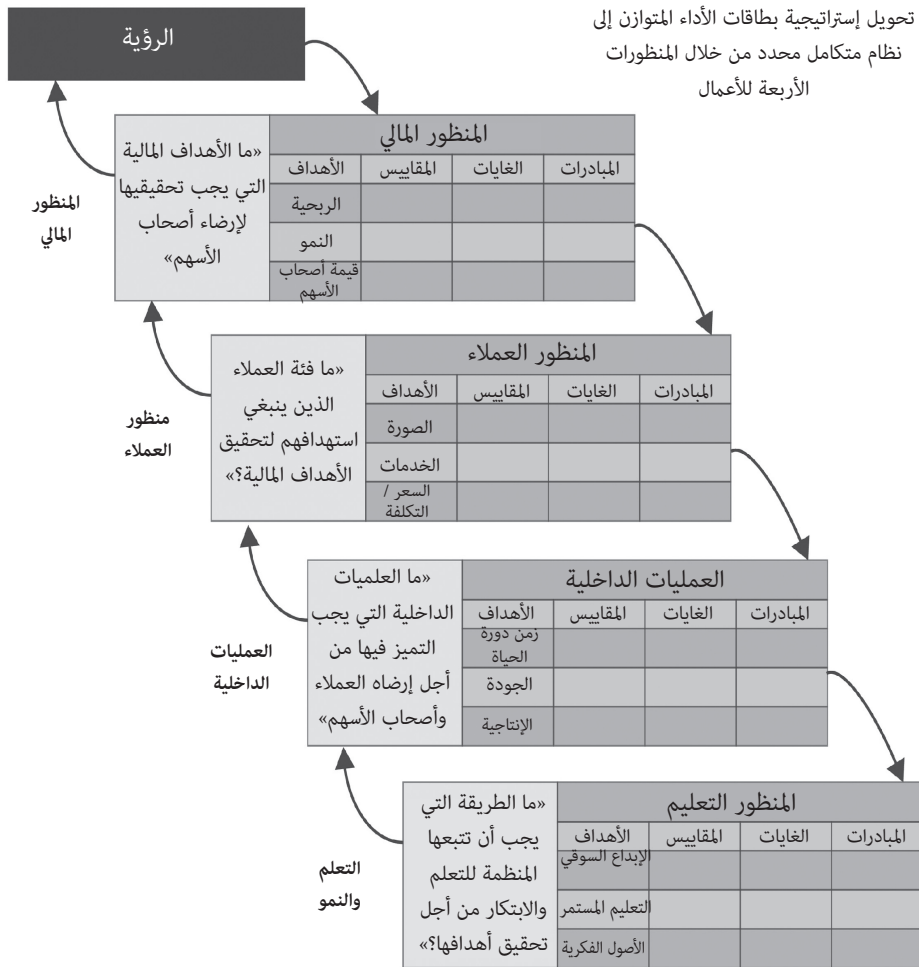 تحويل إستراتيجية بطاقات الأداء المتوازن إلى
نظام متكامل محدد من خلال المنظورات
الأربعة للأعمال
الرؤية
المنظور
المالي
«ما الأهداف المالية
التي يجب تحقيقيها
لإرضاء أصحاب
الأسهم»
المنظور المالي
الأهداف المقاييس الغايات المبادرات
الربحية
النمو
قيمة أصحاب
الأسهم
منظور
العملاء
«ما فئة العملاء
الذين ينبغي
استهدافهم لتحقيق
الأهداف المالية؟»
المنظور العملاء
الأهداف المقاييس الغايات المبادرات
الصورة
الخدمات
السعر /
التكلفة
العمليات
الداخلية
«ما العلميات
الداخلية التي يجب
التميز فيها من
أجل إرضاه العملاء
وأصحاب الأسهم»
العمليات الداخلية
الأهداف المقاييس الغايات المبادرات
زمن دورة
الحياة
الجودة
الإنتاجية
التعلم
والنمو
«ما الطريقة التي
يجب أن تتبعها
المنظمة للتعلم
والابتكار من أجل
تحقيق أهدافها؟»
المنظور التعليم
الأهداف المقاييس الغايات المبادرات
الإبداع السوقي
التعليم المستمر
الأصول الفكرية